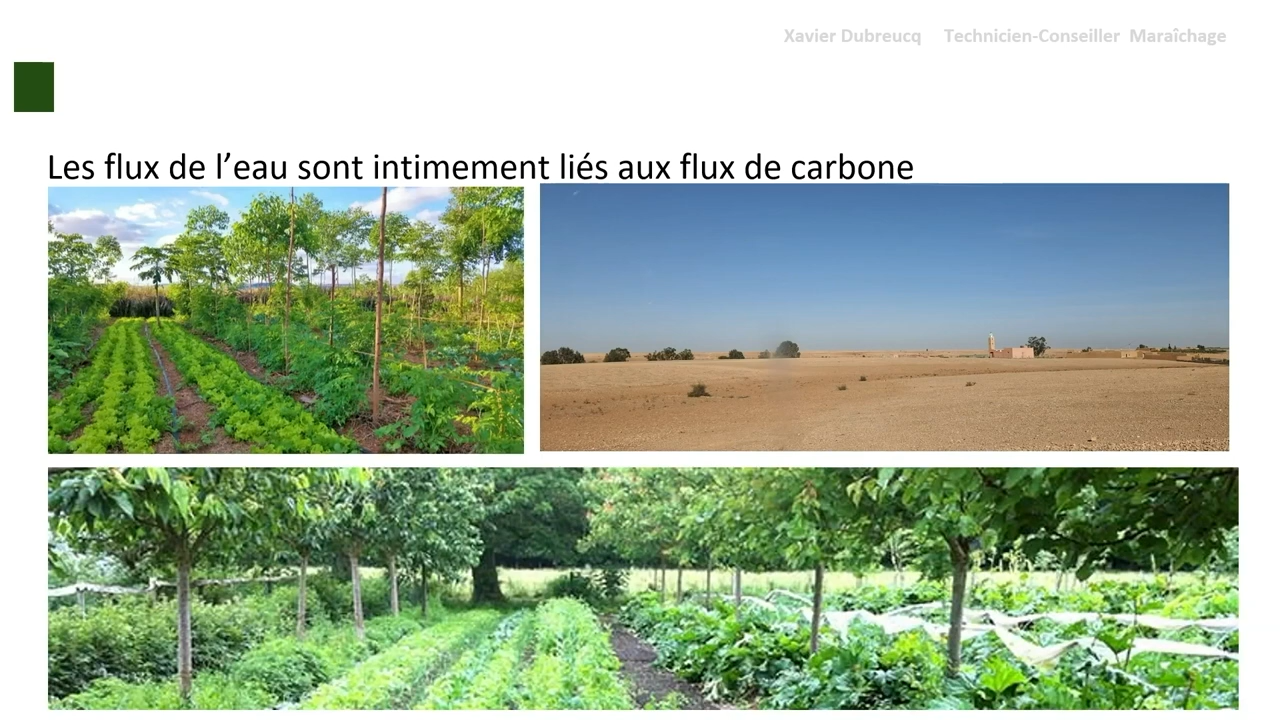 Xavier Dubreucq Technicien-Conseiller Maraîchage
Les flux de l’eau sont intimement liés aux flux de carbone